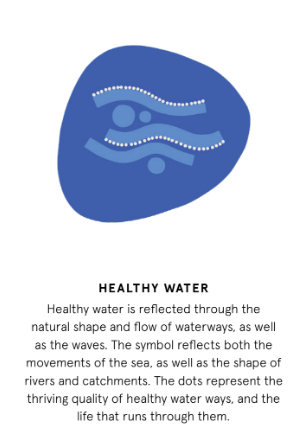 HEALTHY WATER
Healthy water is reflected through the
natural shape and flow of waterways, as well
as the waves. The symbol reflects both the
movements of the sea, as well as the shape of
rivers and catchments. The dots represent the
thriving quality of healthy water ways, and the
life that runs through them.